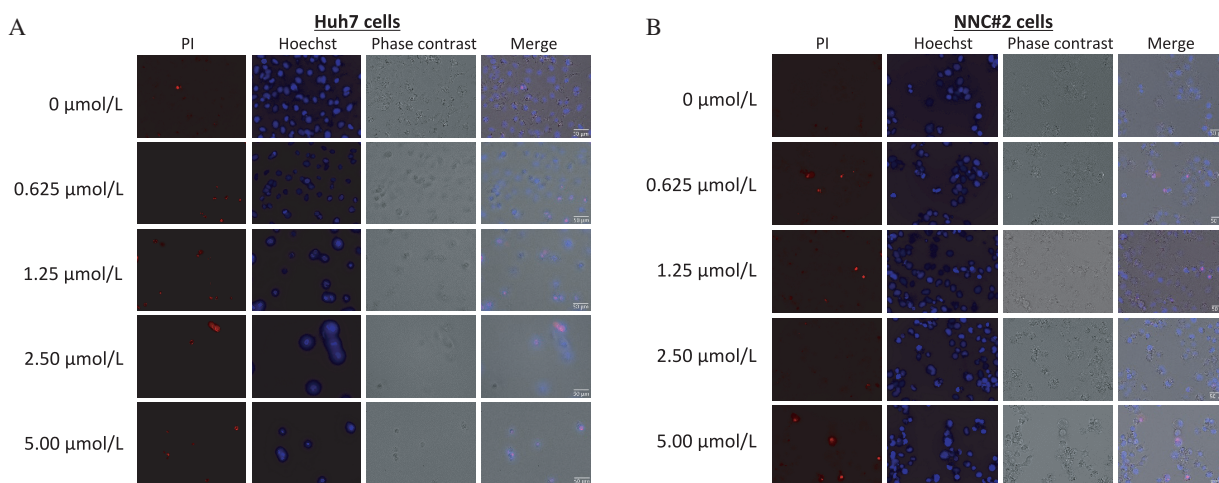 A
Huh7 cells
PI Hoechst Phase contrast Merge
0 μmol/L
0.625 μmol/L
1.25 μmol/L
2.50 μmol/L
5.00 μmol/L
B
NNC#2 cells
PI Hoechst Phase contrast Merge
0 μmol/L
0.625 μmol/L
1.25 μmol/L
2.50 μmol/L
5.00 μmol/L